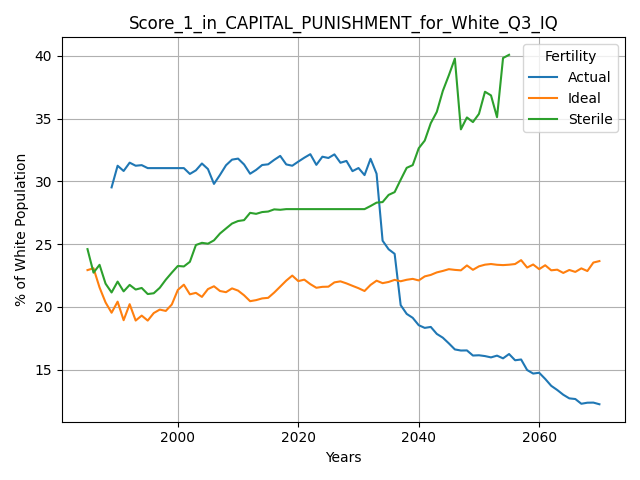 Score_1_in_CAPITAL_PUNISHMENT_for_White_Q3_IQ
Fertility
Actual
Ideal
Sterile
% of White Population
40
35
30
25
20
15
2000
2020
2040
2060
Years